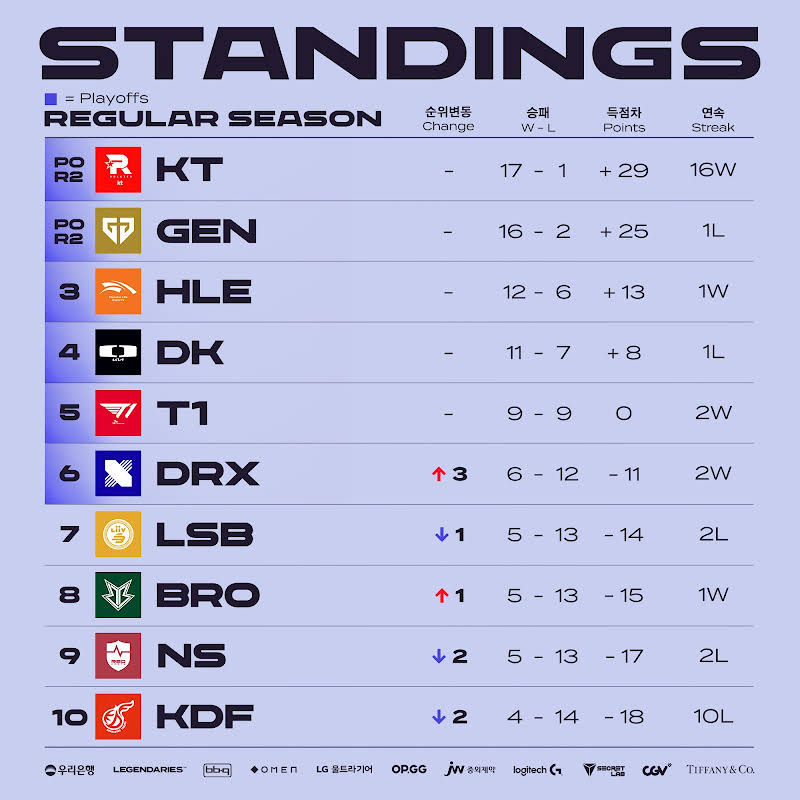 STANDINGS
= Playoffs
REGULAR SEASON
순위변동 승패 득점차 연속
Change W - L Points Streak
PO R2 KT - 17 - 1 + 29 16W
PO R2 GEN - 16 - 2 + 25 1L
3 HLE - 12 - 6 + 13 1W
4 DK - 11 - 7 + 8 1L
5 T1 - 9 - 9 0 2W
6 DRX ↑ 3 6 - 12 - 11 2W
7 LSB ↓ 1 5 - 13 - 14 2L
8 BRO ↑ 1 5 - 13 - 15 1W
9 NS ↓ 2 5 - 13 - 17 2L
10 KDF ↓ 2 4 - 14 - 18 10L
우리은행 LEGENDARIES bbq OMEN LG 울트라기어 OP.GG JW 중외제약 logitech G SECRET LAB CGV TIFFANY & CO.